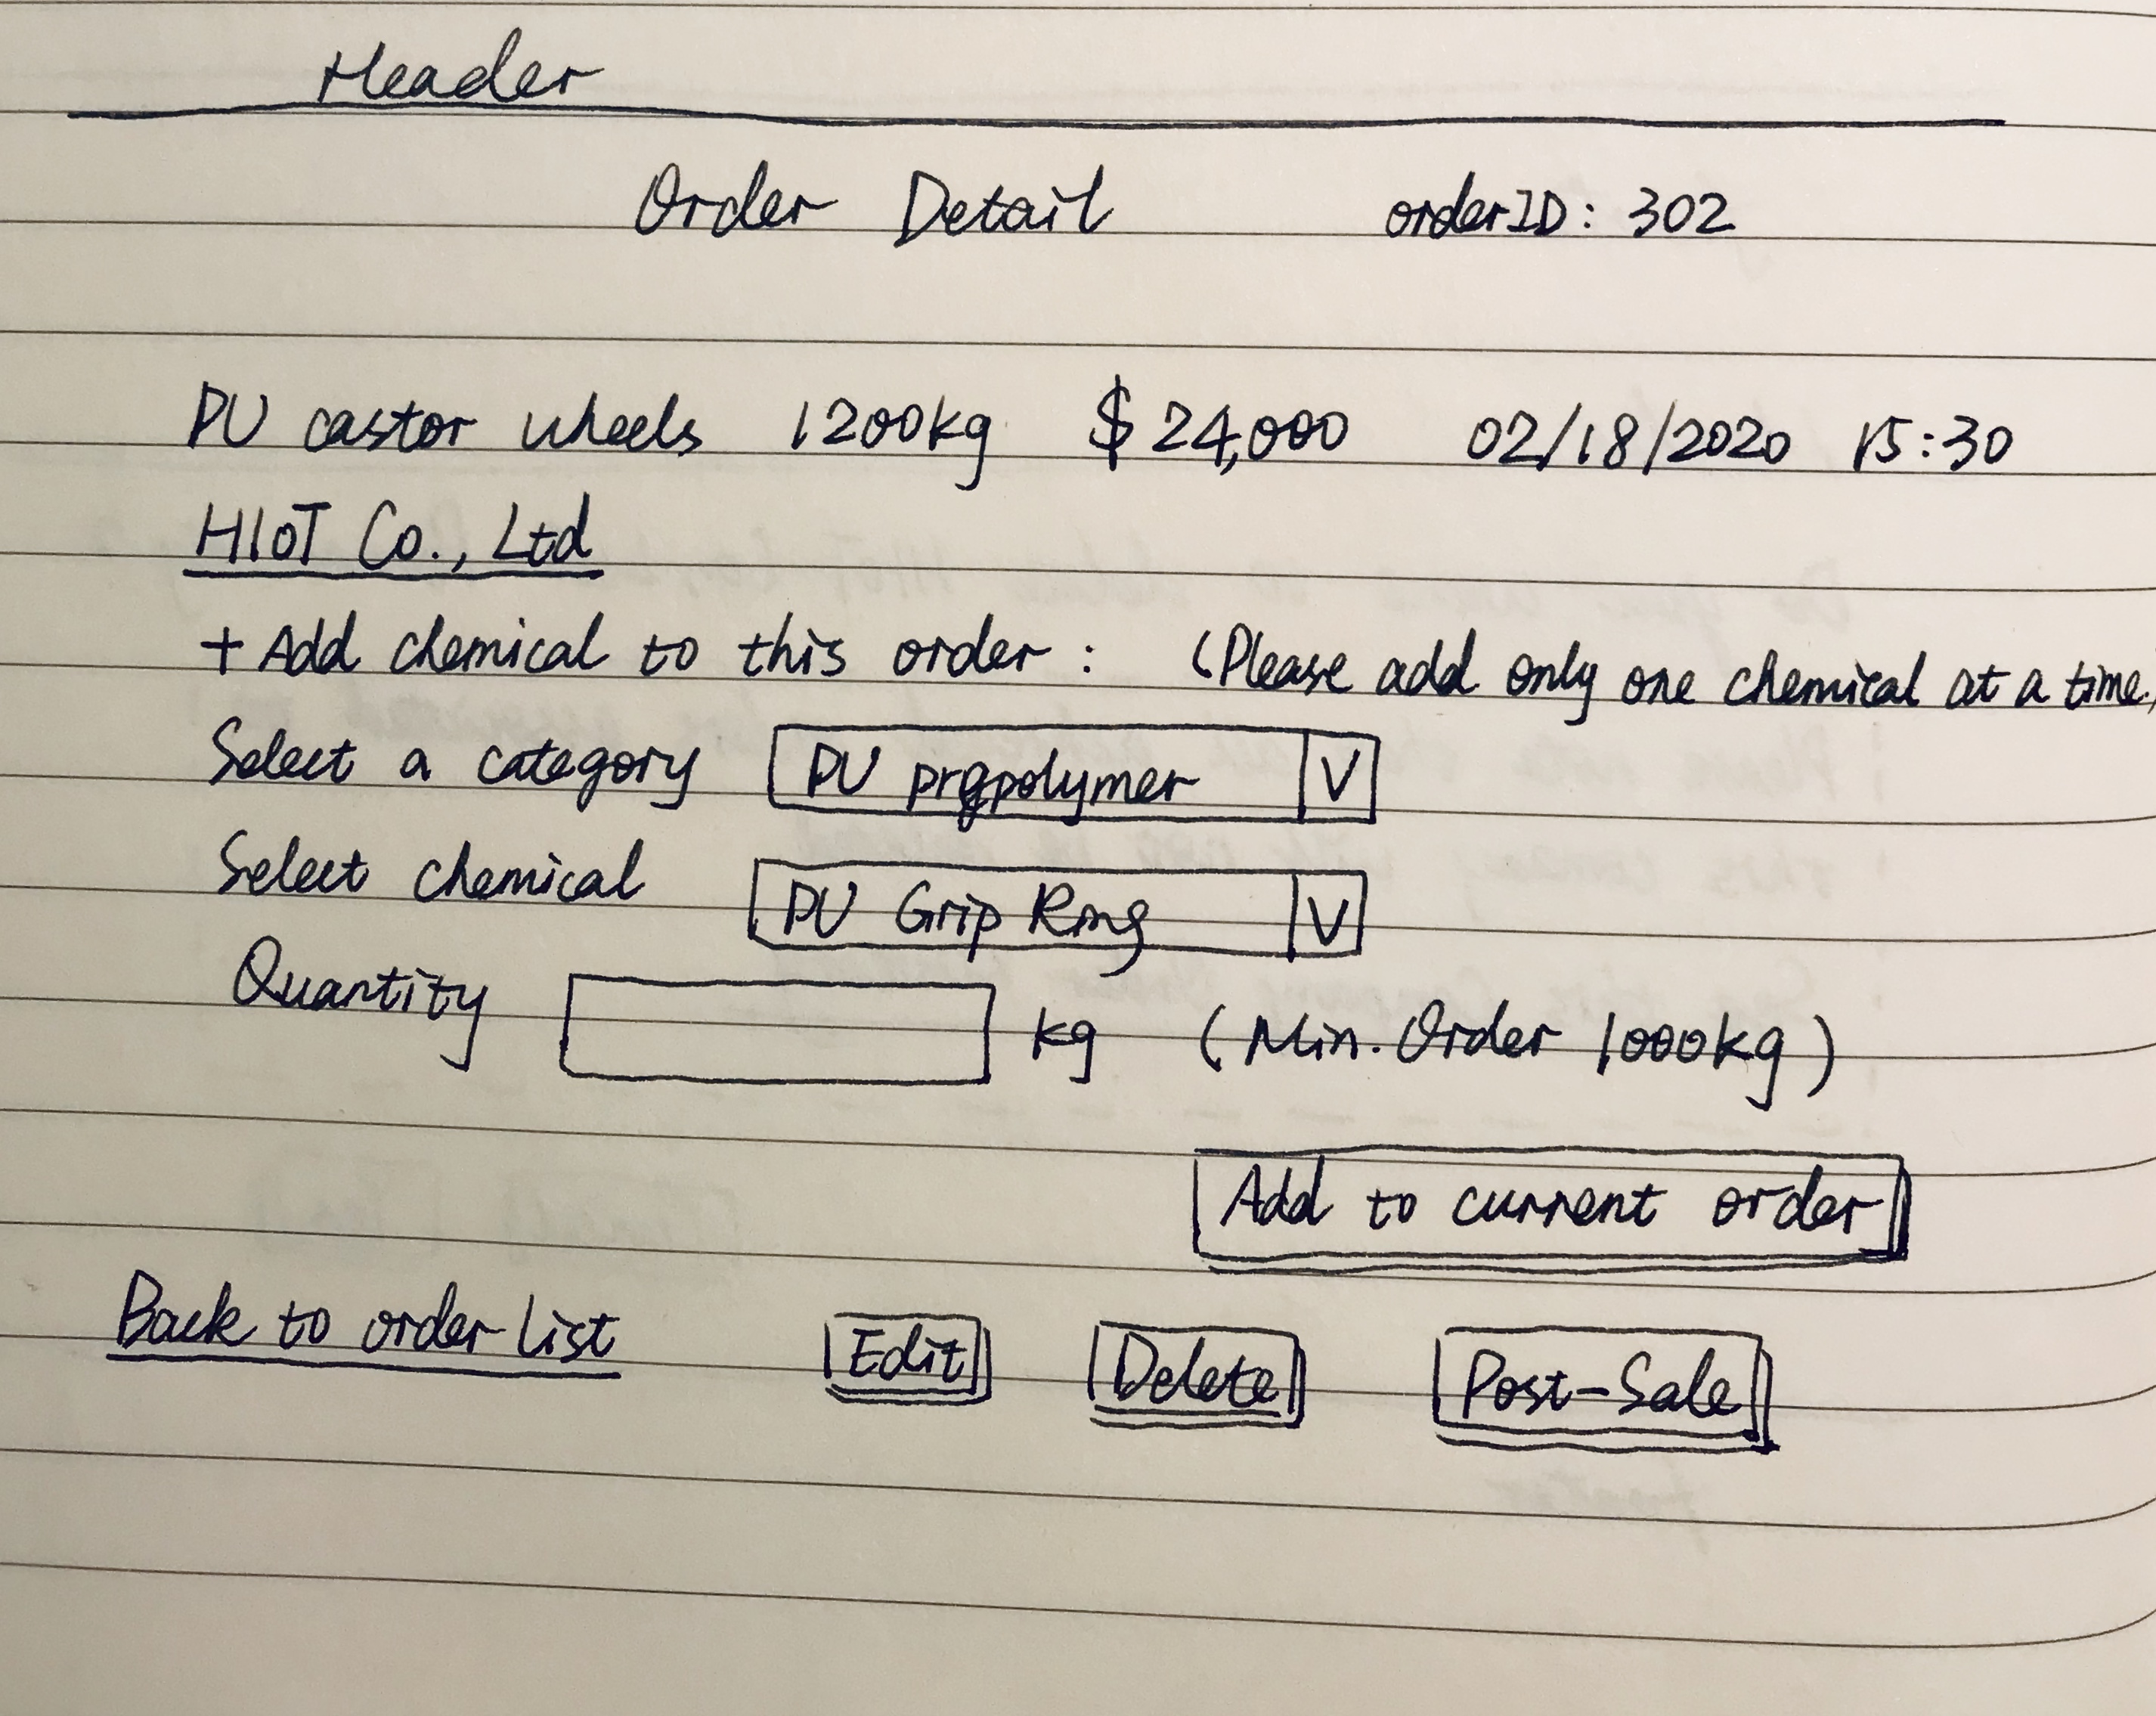 Header
Order Detail orderID: 302
PU castor wheels 1200kg $24,000 02/18/2020 15:30
HIoT Co., Ltd
+ Add chemical to this order: (Please add only one chemical at a time.)
Select a category PU prepolymer V
Select chemical PU Grip Ring V
Quantity kg (Min. Order 1000kg)
Add to current order
Back to order list Edit Delete Post-Sale